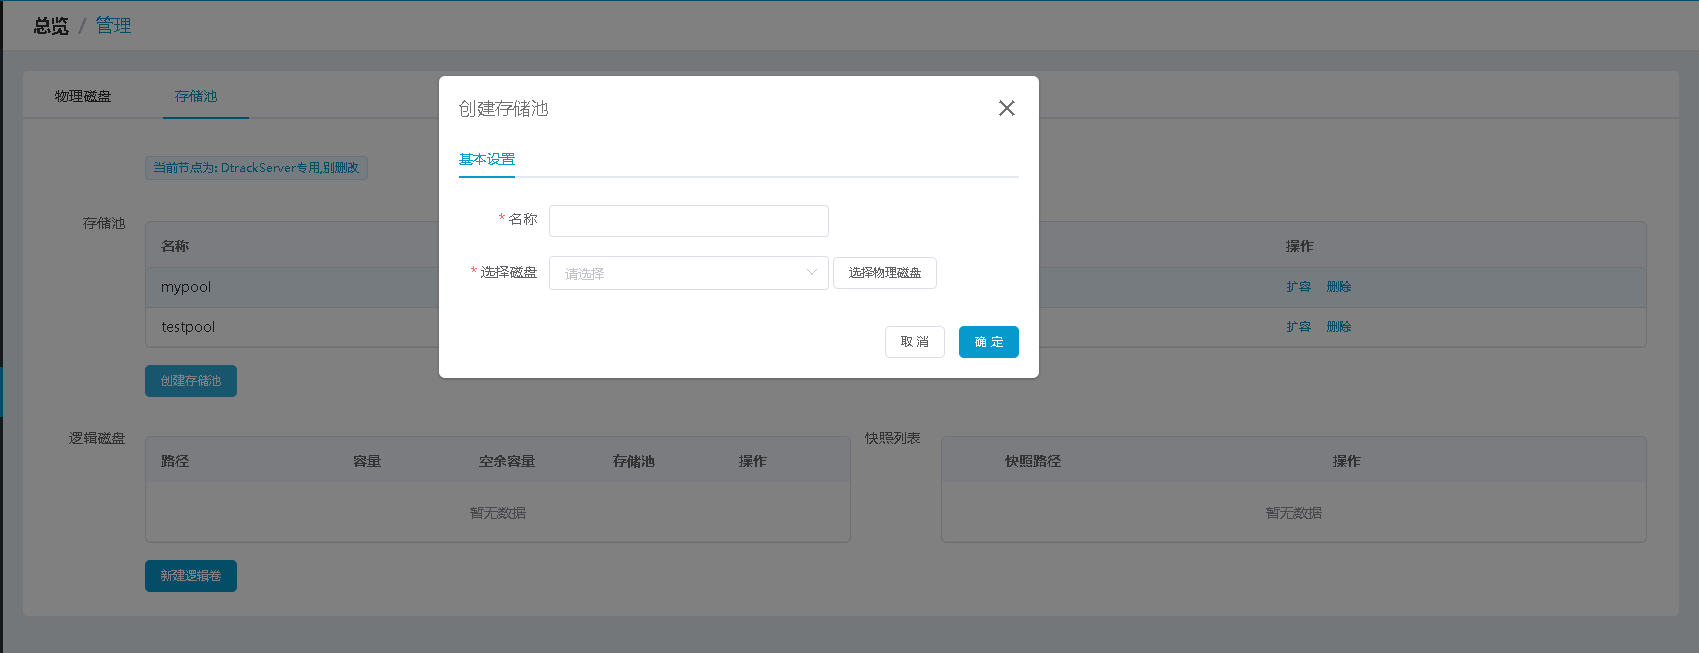 总览 / 管理
物理磁盘 存储池
当前节点为: DtrackServer专用,别删改
存储池
名称 操作
mypool 扩容 删除
testpool 扩容 删除
创建存储池
创建存储池
基本设置
* 名称
* 选择磁盘 请选择 选择物理磁盘
取 消 确 定
逻辑磁盘
路径 容量 空余容量 存储池 操作
暂无数据
新建逻辑卷
快照列表
快照路径 操作
暂无数据